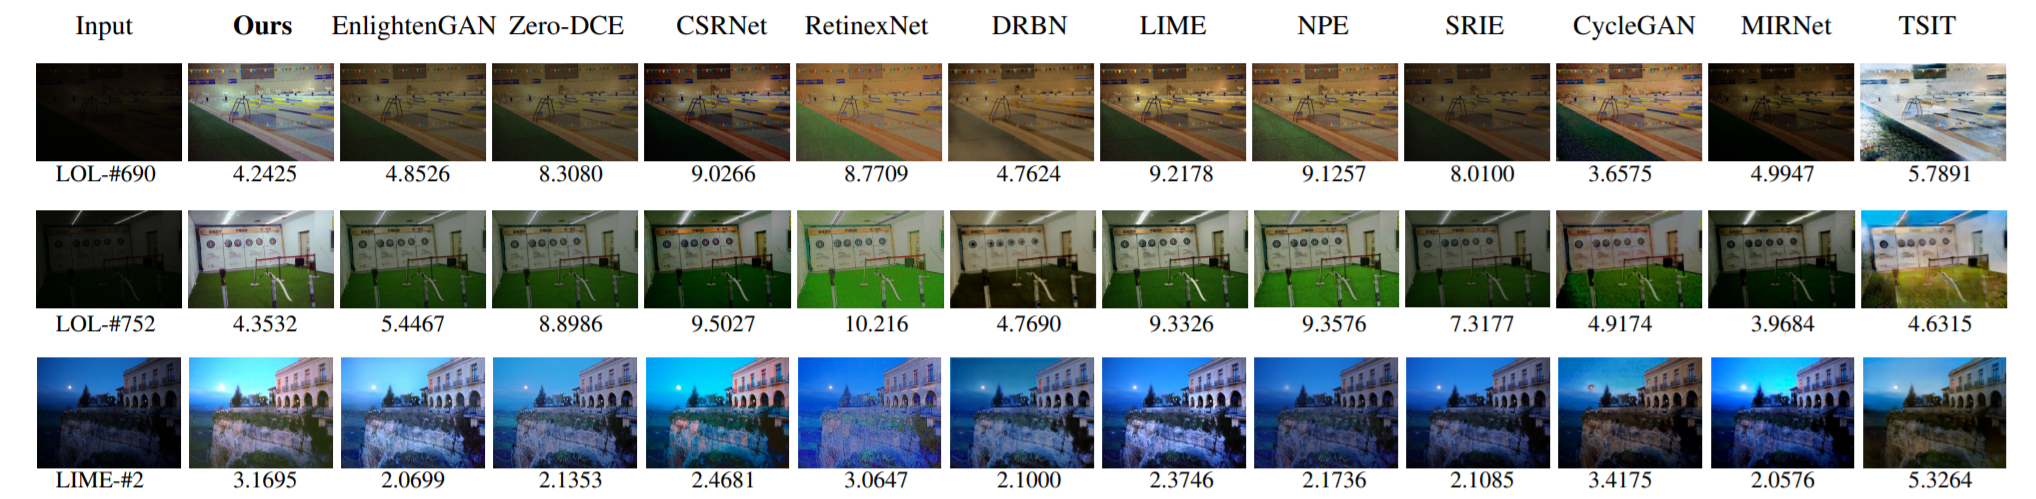 Input Ours EnlightenGAN Zero-DCE CSRNet RetinexNet DRBN LIME NPE SRIE CycleGAN MIRNet TSIT
LOL-#690 4.2425 4.8526 8.3080 9.0266 8.7709 4.7624 9.2178 9.1257 8.0100 3.6575 4.9947 5.7891
LOL-#752 4.3532 5.4467 8.8986 9.5027 10.216 4.7690 9.3326 9.3576 7.3177 4.9174 3.9684 4.6315
LIME-#2 3.1695 2.0699 2.1353 2.4681 3.0647 2.1000 2.3746 2.1736 2.1085 3.4175 2.0576 5.3264